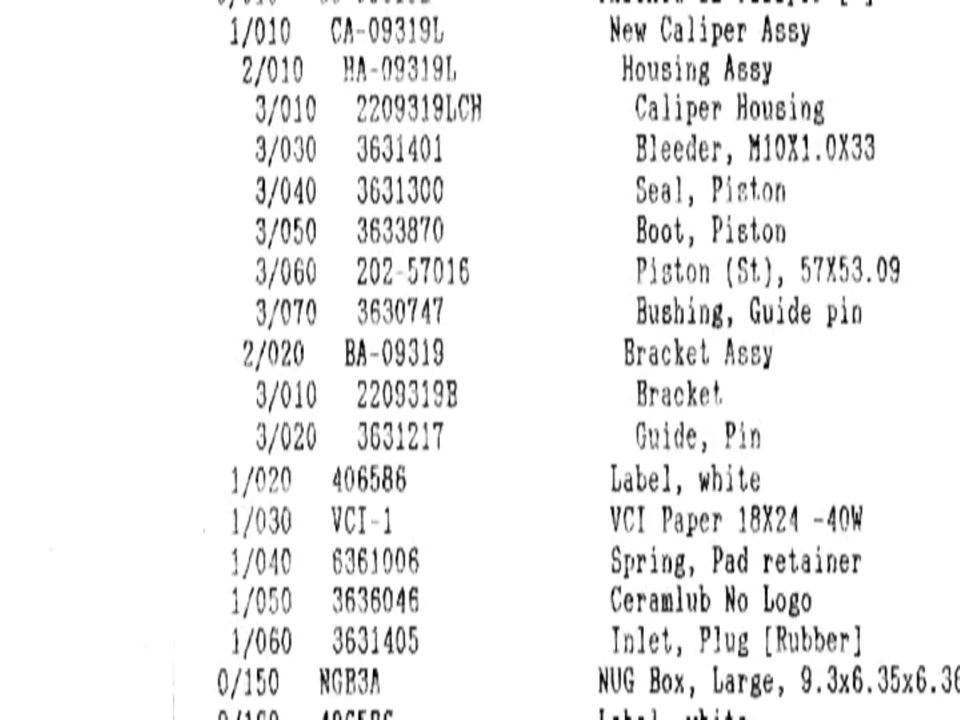 1/010 CA-09319L New Caliper Assy
2/010 HA-09319L Housing Assy
3/010 2209319LCH Caliper Housing
3/030 3631401 Bleeder, M10X1.0X33
3/040 3631300 Seal, Piston
3/050 3633870 Boot, Piston
3/060 202-57016 Piston (St), 57X53.09
3/070 3630747 Bushing, Guide pin
2/020 BA-09319 Bracket Assy
3/010 2209319B Bracket
3/020 3631217 Guide, Pin
1/020 406586 Label, white
1/030 VCI-1 VCI Paper 18X24 -40W
1/040 6361006 Spring, Pad retainer
1/050 3636046 Ceramlub No Logo
1/060 3631405 Inlet, Plug [Rubber]
0/150 NGB3A NUG Box, Large, 9.3x6.35x6.36
Label, white